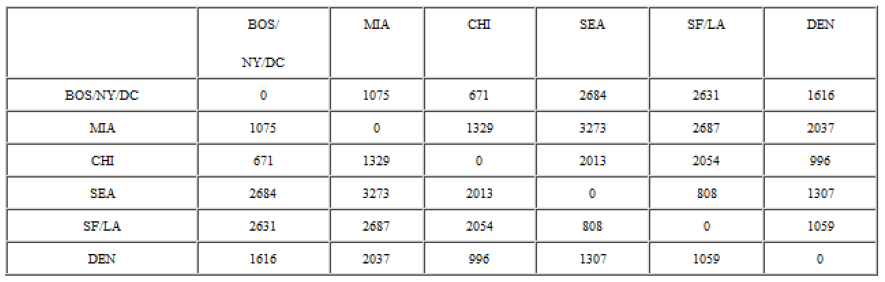 BOS/ MIA CHI SEA SF/LA DEN
NY/DC
BOS/NY/DC 0 1075 671 2684 2631 1616
MIA 1075 0 1329 3273 2687 2037
CHI 671 1329 0 2013 2054 996
SEA 2684 3273 2013 0 808 1307
SF/LA 2631 2687 2054 808 0 1059
DEN 1616 2037 996 1307 1059 0